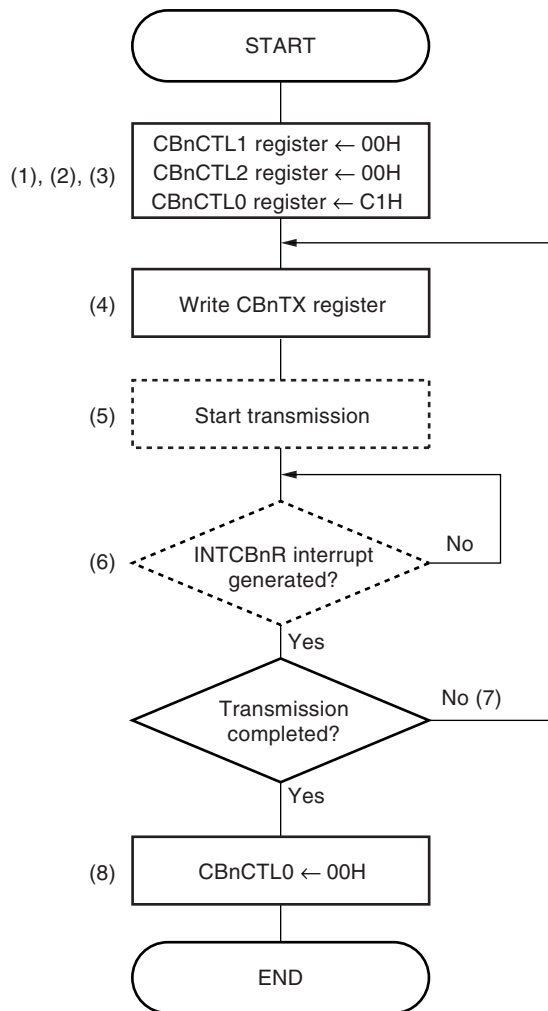 START
CBnCTL1 register ← 00H
(1), (2), (3)
CBnCTL2 register ← 00H
CBnCTL0 register ← C1H
(4)
Write CBnTX register
(5)
Start transmission
(6)
INTCBnR interrupt
generated?
No
Yes
Transmission
completed?
No (7)
Yes
(8)
CBnCTL0 ← 00H
END